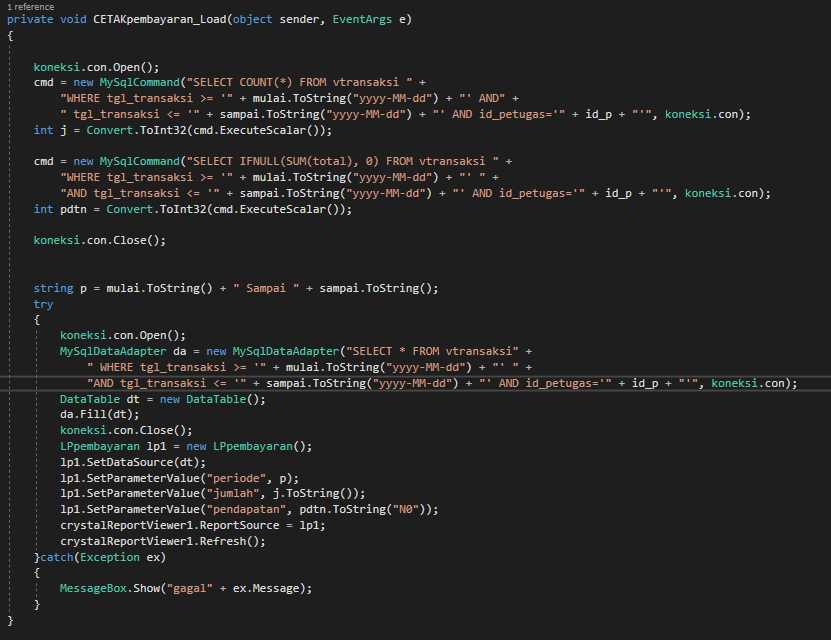 1 reference
private void CETAKpembayaran_Load(object sender, EventArgs e)
{
koneksi.con.Open();
cmd = new MySqlCommand("SELECT COUNT(*) FROM vtransaksi " +
"WHERE tgl_transaksi >= '" + mulai.ToString("yyyy-MM-dd") + "' AND" +
" tgl_transaksi <= '" + sampai.ToString("yyyy-MM-dd") + "' AND id_petugas='" + id_p + "'", koneksi.con);
int j = Convert.ToInt32(cmd.ExecuteScalar());
cmd = new MySqlCommand("SELECT IFNULL(SUM(total), 0) FROM vtransaksi " +
"WHERE tgl_transaksi >= '" + mulai.ToString("yyyy-MM-dd") + "' " +
"AND tgl_transaksi <= '" + sampai.ToString("yyyy-MM-dd") + "' AND id_petugas='" + id_p + "'", koneksi.con);
int pdtn = Convert.ToInt32(cmd.ExecuteScalar());
koneksi.con.Close();
string p = mulai.ToString() + " Sampai " + sampai.ToString();
try
{
koneksi.con.Open();
MySqlDataAdapter da = new MySqlDataAdapter("SELECT * FROM vtransaksi" +
" WHERE tgl_transaksi >= '" + mulai.ToString("yyyy-MM-dd") + "' " +
"AND tgl_transaksi <= '" + sampai.ToString("yyyy-MM-dd") + "' AND id_petugas='" + id_p + "'", koneksi.con);
DataTable dt = new DataTable();
da.Fill(dt);
koneksi.con.Close();
LPpembayaran lp1 = new LPpembayaran();
lp1.SetDataSource(dt);
lp1.SetParameterValue("periode", p);
lp1.SetParameterValue("jumlah", j.ToString());
lp1.SetParameterValue("pendapatan", pdtn.ToString("N0"));
crystalReportViewer1.ReportSource = lp1;
crystalReportViewer1.Refresh();
}catch(Exception ex)
{
MessageBox.Show("gagal" + ex.Message);
}
}